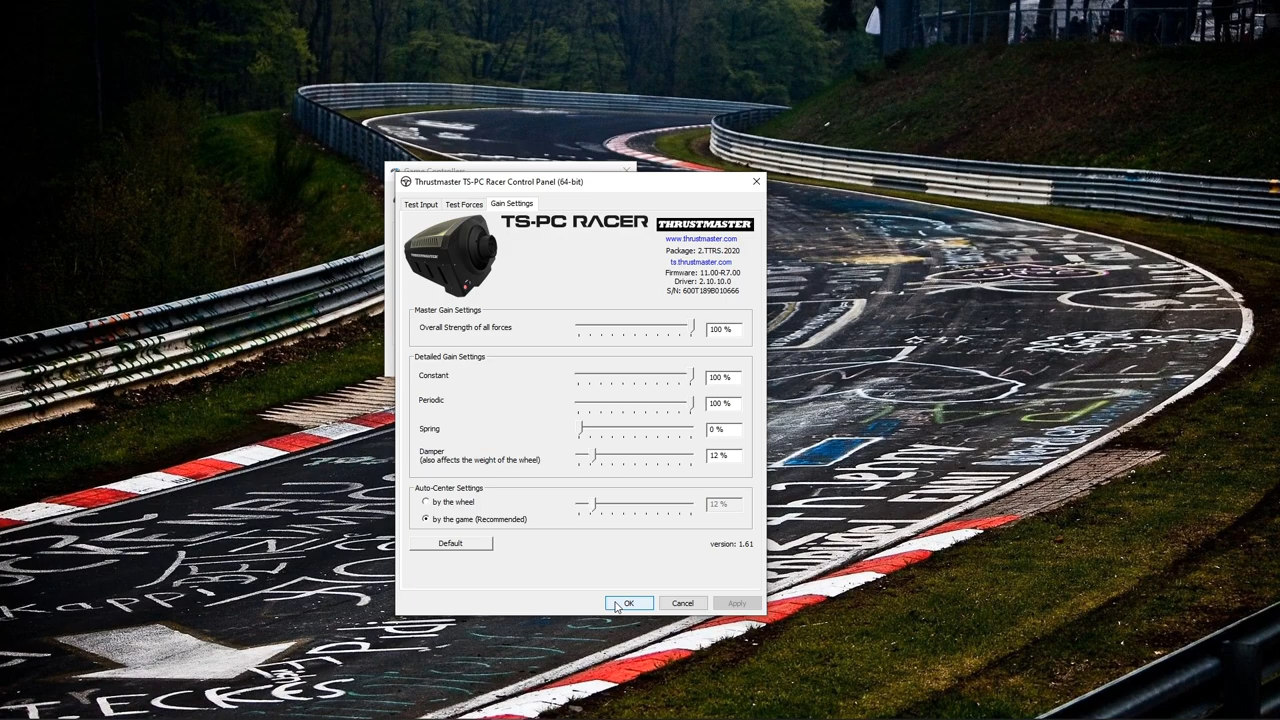 Game Controllers
Thrustmaster TS-PC Racer Control Panel (64-bit)
Test Input Test Forces Gain Settings
TS-PC RACER THRUSTMASTER
www.thrustmaster.com
Package: 2.TTRS.2020
ts.thrustmaster.com
Firmware: 11.00-R7.00
Driver: 2.10.10.0
S/N: 600T189B010666
Master Gain Settings
Overall Strength of all forces 100 %
Detailed Gain Settings
Constant 100 %
Periodic 100 %
Spring 0 %
Damper
(also affects the weight of the wheel) 12 %
Auto-Center Settings
by the wheel 12 %
by the game (Recommended)
Default version: 1.61
OK Cancel Apply